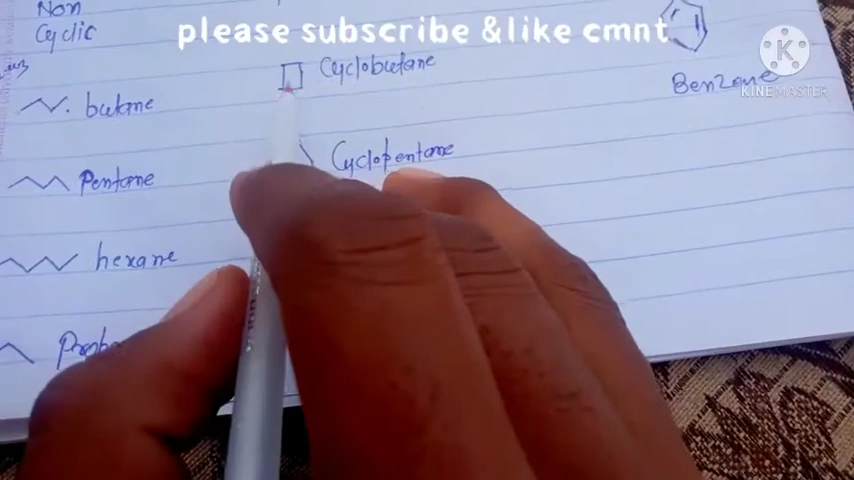 Non
Cyclic
please subscribe &like cmnt
Cyclobutane
butane
Benzene
KINEMASTER
Cyclopentane
Pentane
hexane